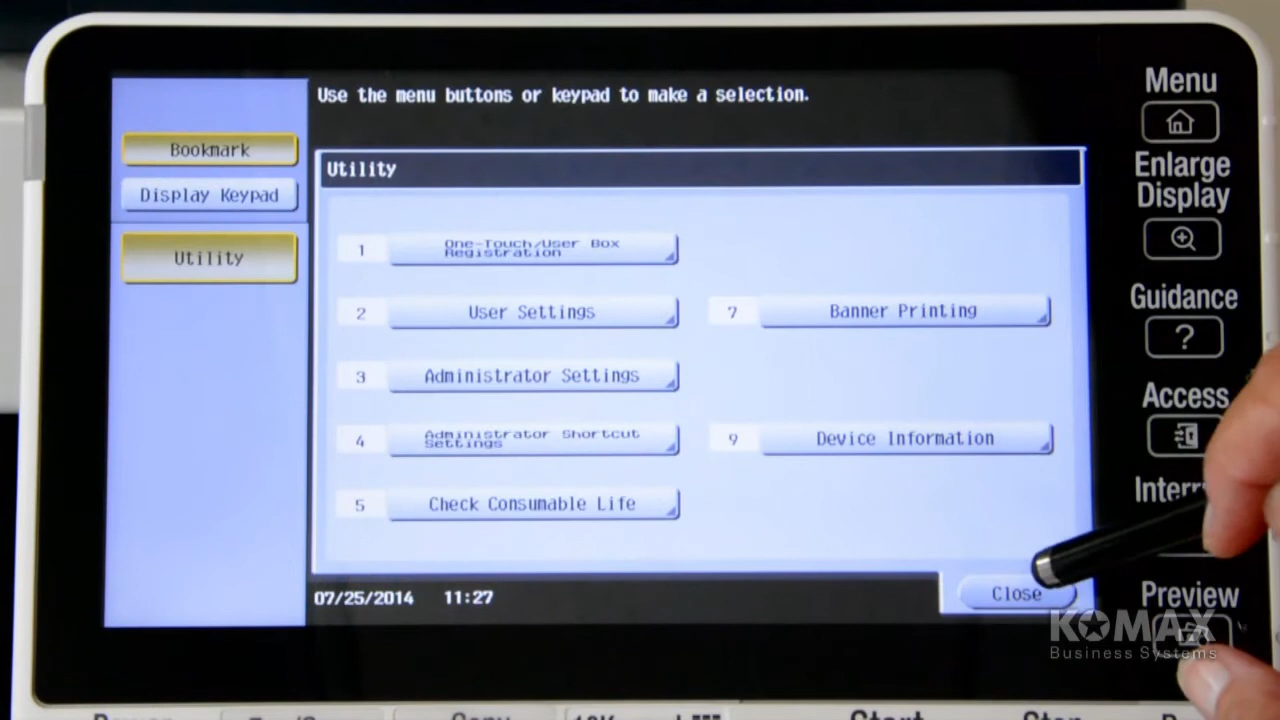 Use the menu buttons or keypad to make a selection.
Bookmark
Display Keypad
Utility
Utility
1 One-Touch/User Box
Registration
2 User Settings
3 Administrator Settings
4 Administrator Shortcut
Settings
5 Check Consumable Life
7 Banner Printing
9 Device Information
07/25/2014 11:27
Close
Menu
Enlarge
Display
Guidance
?
Access
Preview
KOMAX
Business Systems